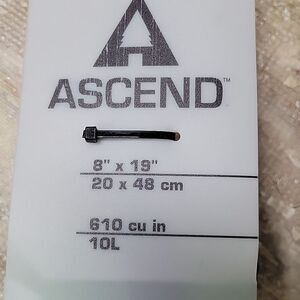 ASCEND™
8" x 19"
20 x 48 cm
610 cu in
10L